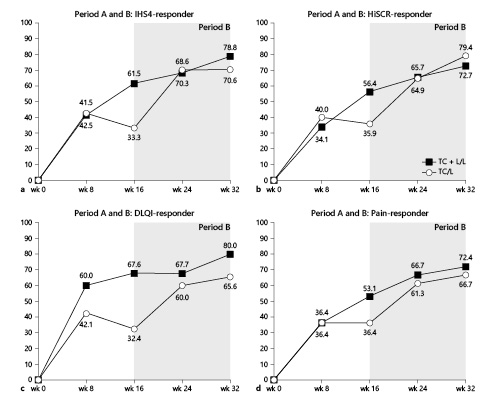 Period A and B: IHS4-responder
Period B
100
90
80
70
60
50
40
30
20
10
0
78.8
68.6
61.5
70.3
70.6
41.5
42.5
33.3
a
wk 0
wk 8
wk 16
wk 24
wk 32
Period A and B: HiSCR-responder
Period B
100
90
80
70
60
50
40
30
20
10
0
79.4
65.7
56.4
64.9
72.7
40.0
34.1
35.9
TC + L/L
TC/L
b
wk 0
wk 8
wk 16
wk 24
wk 32
Period A and B: DLQI-responder
Period B
100
90
80
70
60
50
40
30
20
10
0
80.0
67.6
67.7
60.0
65.6
60.0
42.1
32.4
c
wk 0
wk 8
wk 16
wk 24
wk 32
Period A and B: Pain-responder
Period B
100
90
80
70
60
50
40
30
20
10
0
72.4
66.7
53.1
61.3
66.7
36.4
36.4
36.4
d
wk 0
wk 8
wk 16
wk 24
wk 32